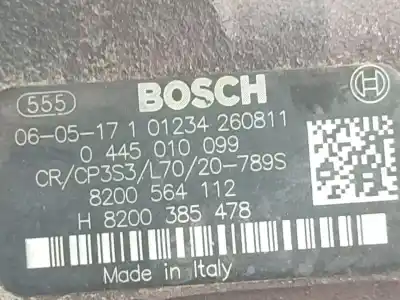 555 BOSCH
06-05-17 1 01234 260811
0 445 010 099
CR/CP3S3/L70/20-789S
8200 564 112
H 8200 385 478
Made in Italy